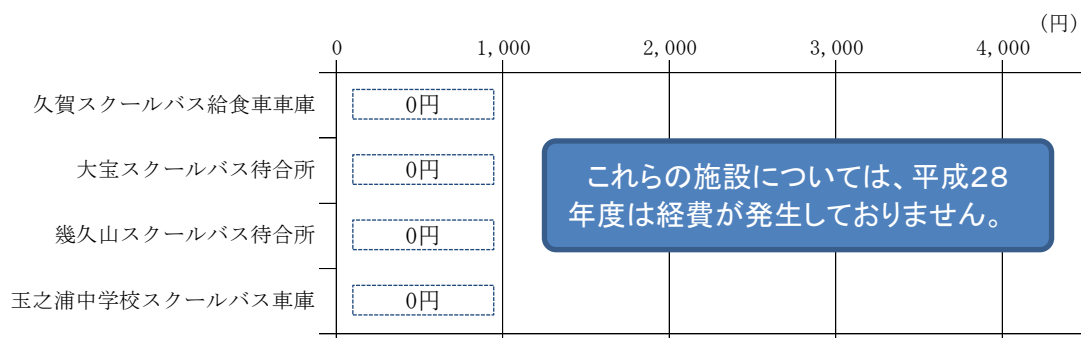 (円)
0 1,000 2,000 3,000 4,000
久賀スクールバス給食車車庫 0円
大宝スクールバス待合所 0円
幾久山スクールバス待合所 0円
玉之浦中学校スクールバス車庫 0円
これらの施設については、平成28
年度は経費が発生しておりません。